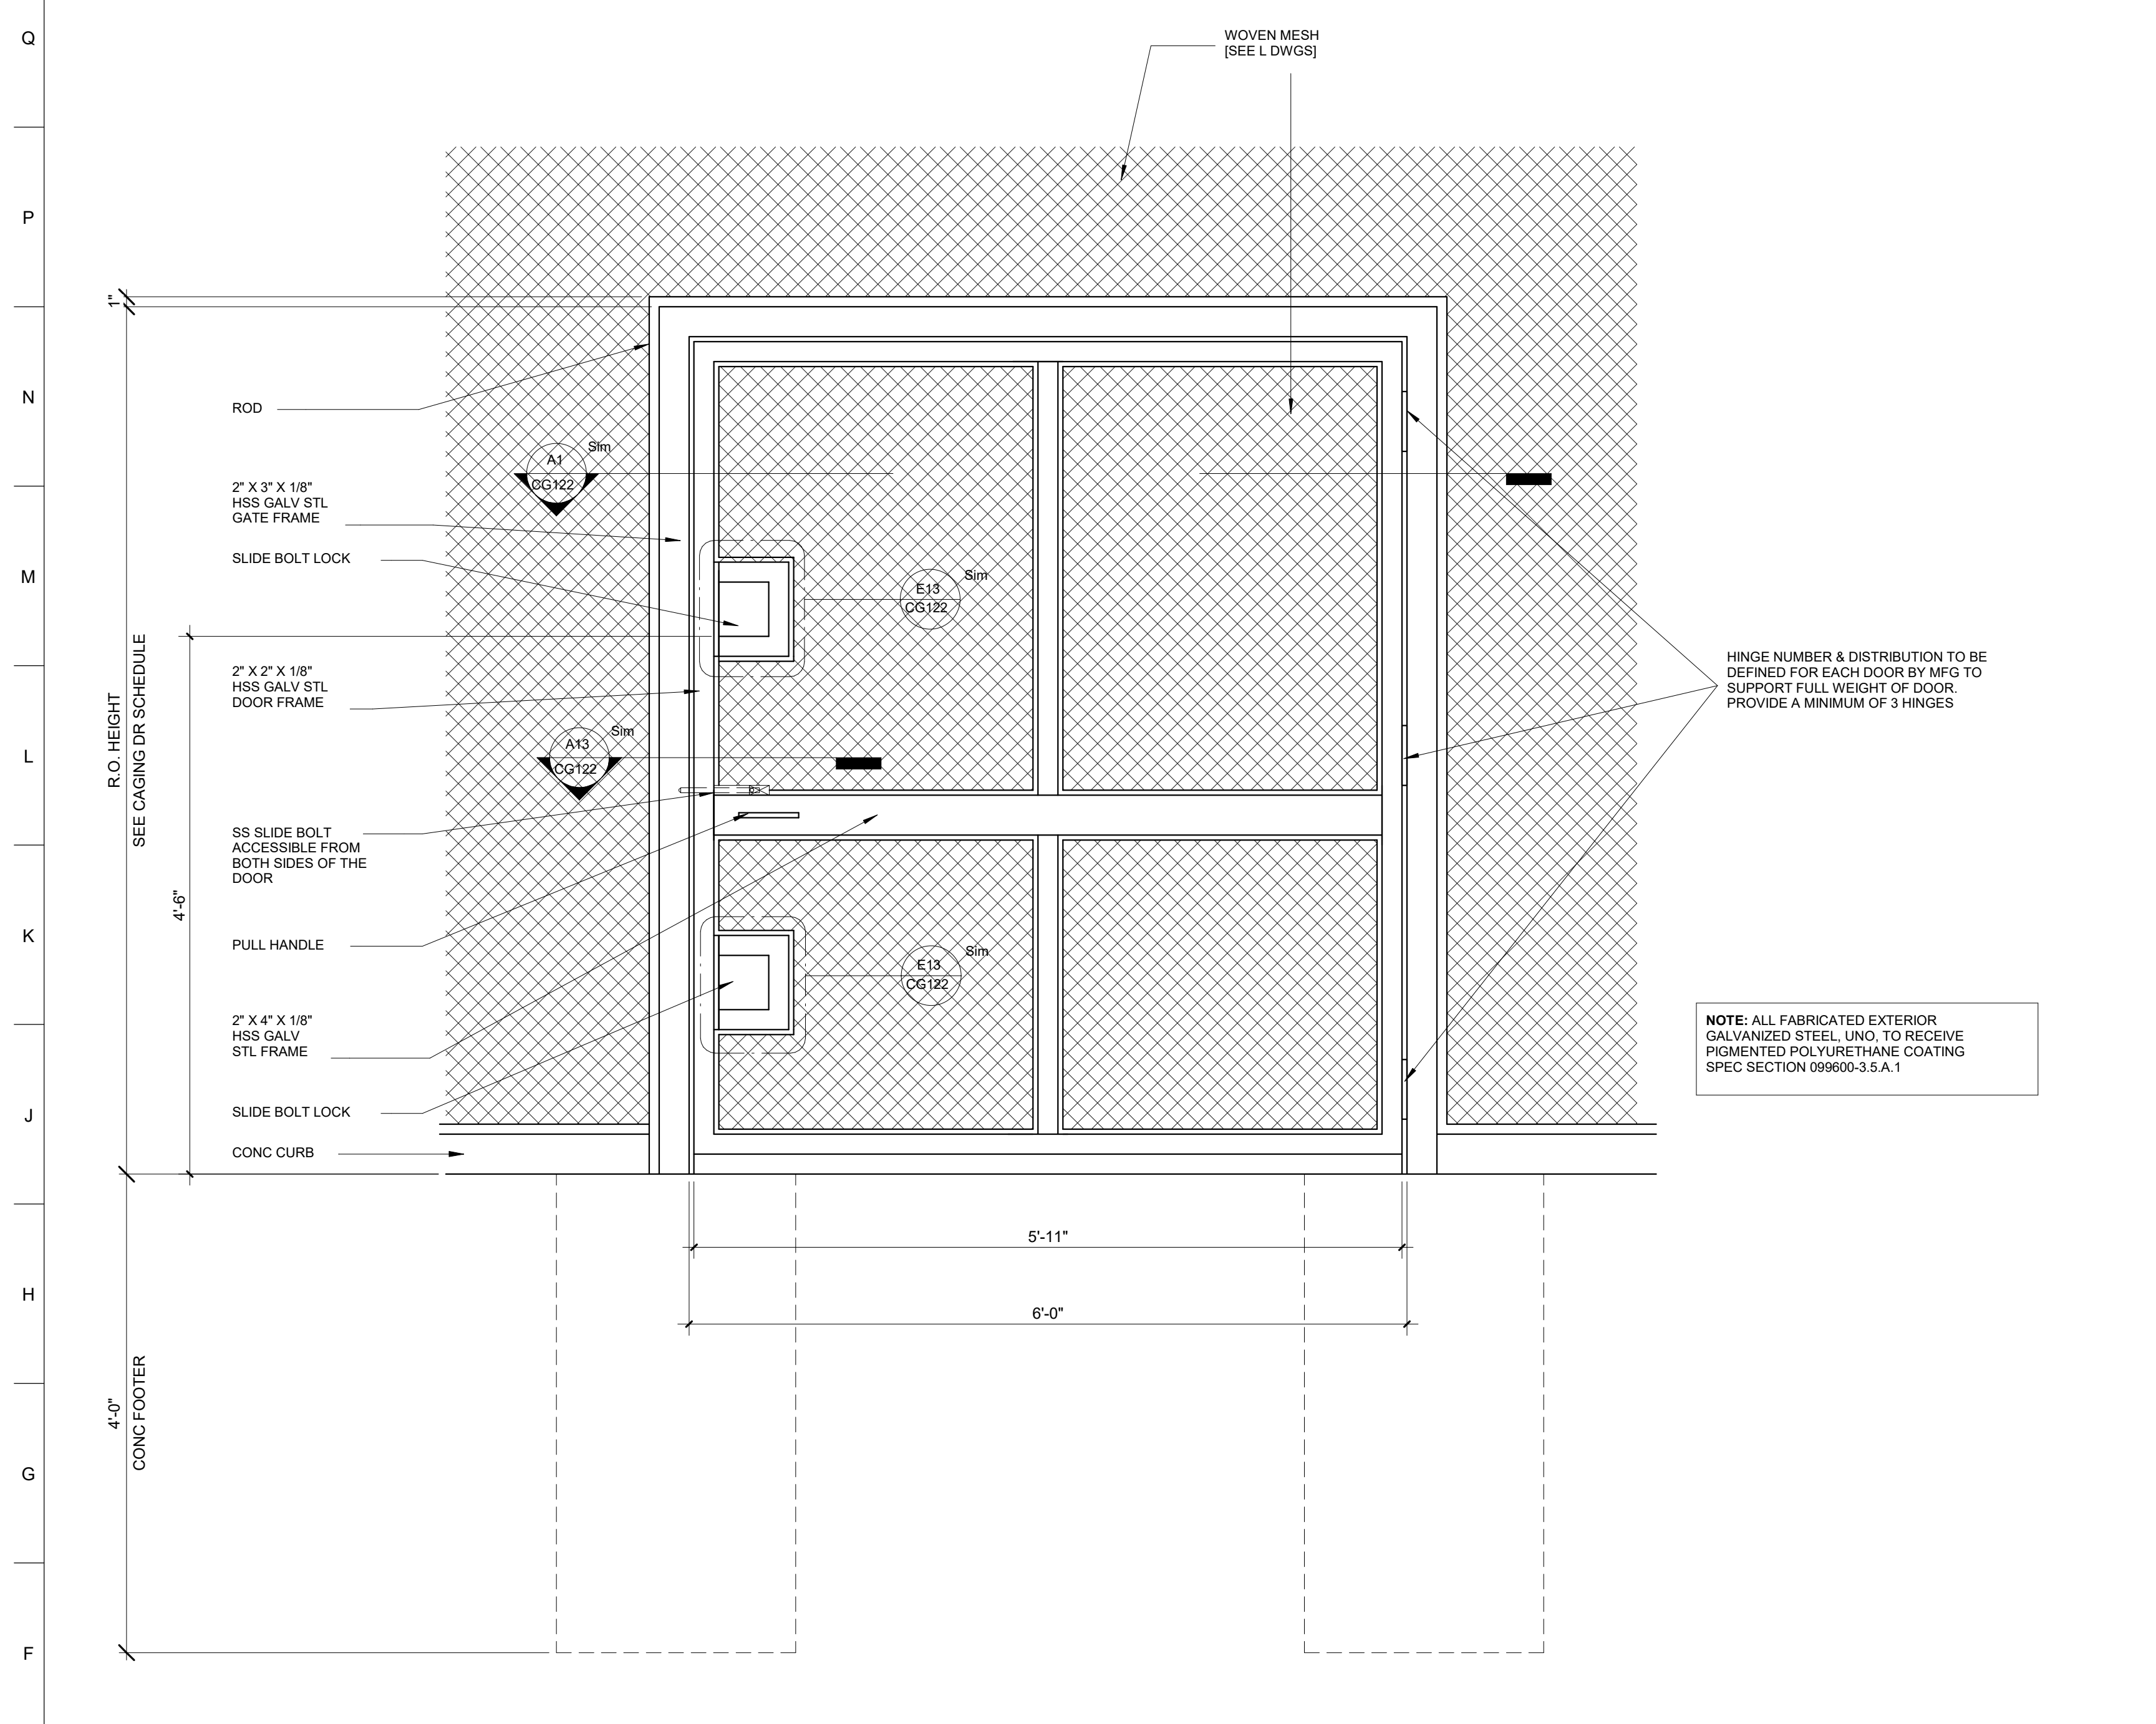 Q
WOVEN MESH
[SEE L DWGS]
P
1"
N
ROD
A1
CG122
Sim
2" X 3" X 1/8"
HSS GALV STL
GATE FRAME
M
SLIDE BOLT LOCK
E13
CG122
Sim
R.O. HEIGHT
SEE CAGING DR SCHEDULE
4'-6"
2" X 2" X 1/8"
HSS GALV STL
DOOR FRAME
HINGE NUMBER & DISTRIBUTION TO BE
DEFINED FOR EACH DOOR BY MFG TO
SUPPORT FULL WEIGHT OF DOOR.
PROVIDE A MINIMUM OF 3 HINGES
L
A13
CG122
Sim
SS SLIDE BOLT
ACCESSIBLE FROM
BOTH SIDES OF THE
DOOR
K
PULL HANDLE
E13
CG122
Sim
2" X 4" X 1/8"
HSS GALV
STL FRAME
NOTE: ALL FABRICATED EXTERIOR
GALVANIZED STEEL, UNO, TO RECEIVE
PIGMENTED POLYURETHANE COATING
SPEC SECTION 099600-3.5.A.1
J
SLIDE BOLT LOCK
CONC CURB
5'-11"
H
6'-0"
4'-0"
CONC FOOTER
G
F